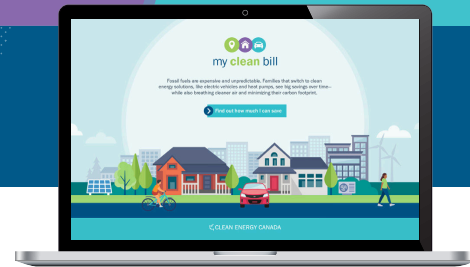 my clean bill
Fossil fuels are expensive and unpredictable. Families that switch to clean
energy solutions, like electric vehicles and heat pumps, see big savings over time—
while also breathing cleaner air and minimizing their carbon footprint.
Find out how much I can save
CLEAN ENERGY CANADA